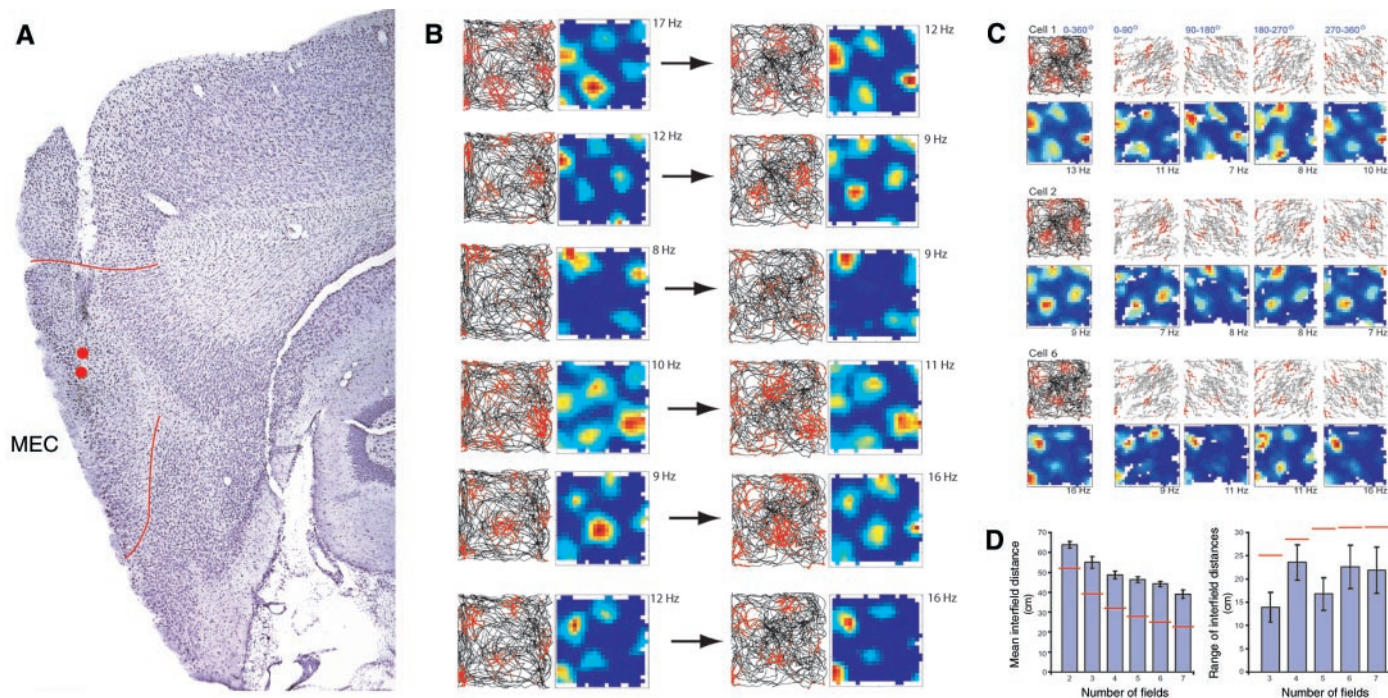 A
MEC
B
17 Hz
12 Hz
12 Hz
9 Hz
8 Hz
9 Hz
10 Hz
11 Hz
9 Hz
16 Hz
12 Hz
16 Hz
C
Cell 1 0-360° 0-90° 90-180° 180-270° 270-360°
13 Hz 11 Hz 7 Hz 8 Hz 10 Hz
Cell 2
9 Hz 7 Hz 8 Hz 8 Hz 7 Hz
Cell 6
16 Hz 9 Hz 11 Hz 11 Hz 16 Hz
D
Mean interfield distance
(cm)
70
60
50
40
30
20
10
0
2 3 4 5 6 7
Number of fields
Range of interfield distances
(cm)
30
25
20
15
10
5
0
3 4 5 6 7
Number of fields